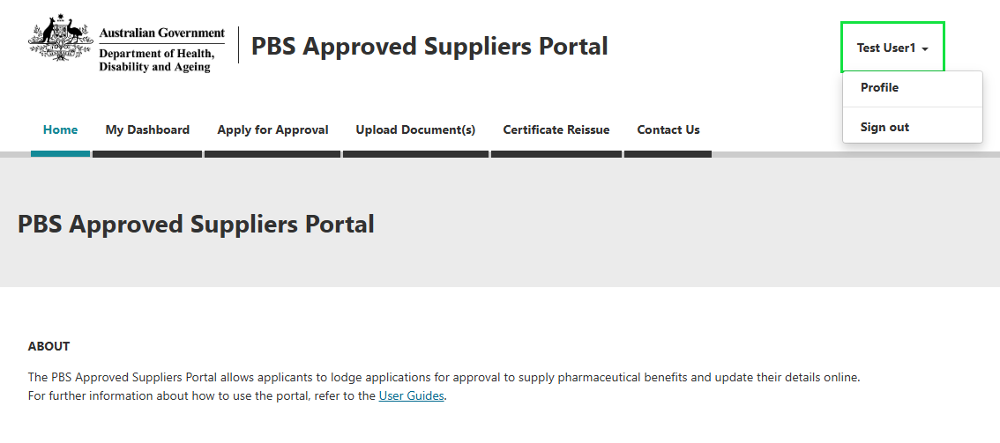 Australian Government
Department of Health,
Disability and Ageing
PBS Approved Suppliers Portal
Test User1
Profile
Sign out
Home My Dashboard Apply for Approval Upload Document(s) Certificate Reissue Contact Us
PBS Approved Suppliers Portal
ABOUT
The PBS Approved Suppliers Portal allows applicants to lodge applications for approval to supply pharmaceutical benefits and update their details online.
For further information about how to use the portal, refer to the User Guides.